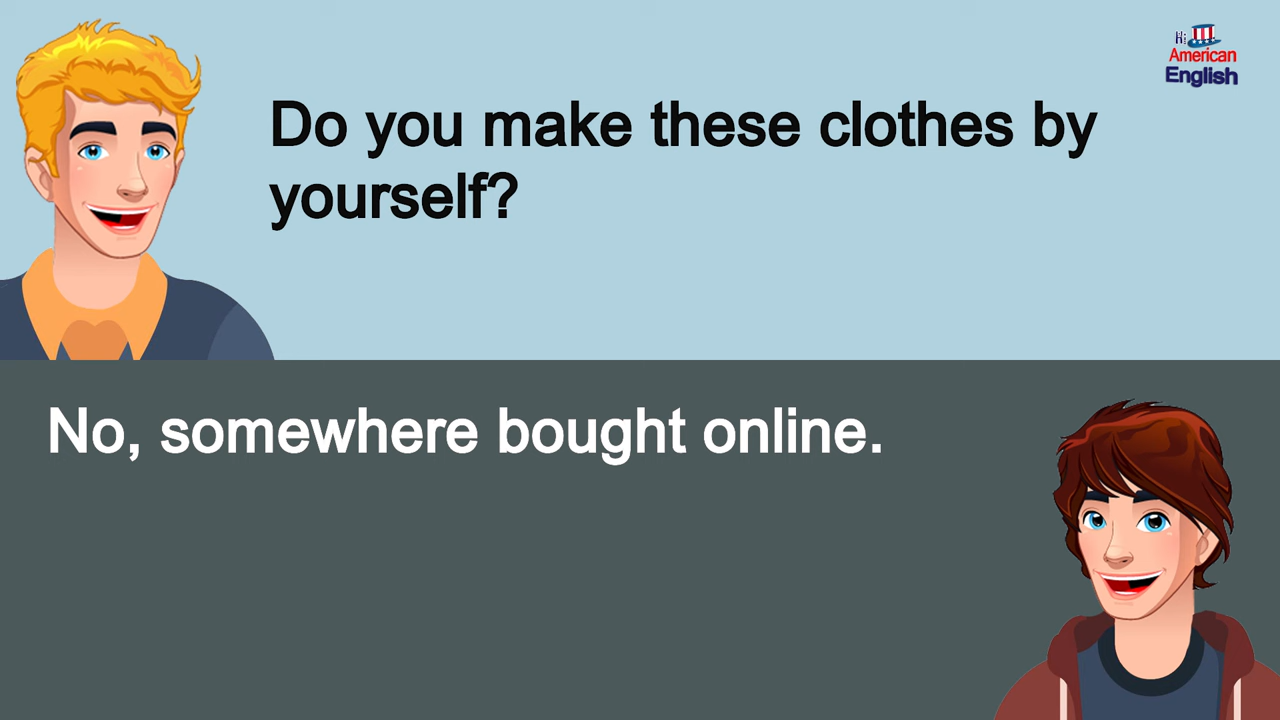 Hi
American
English
Do you make these clothes by
yourself?
No, somewhere bought online.